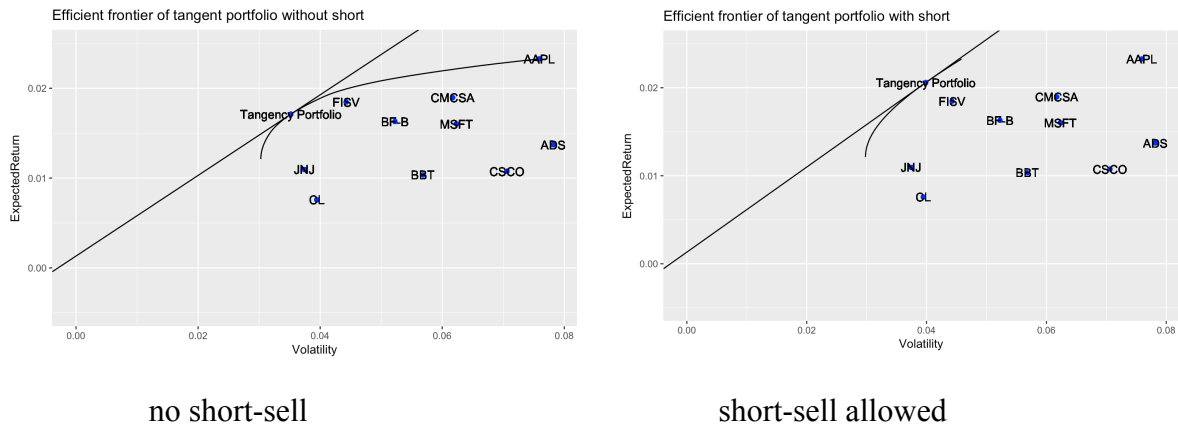 Efficient frontier of tangent portfolio without short
AAPL
0.02
CMCSA
FISV
Tangency Portfolio
BF-B
MSFT
ADS
JNJ
BBT
CSCO
0.01
CL
0.00
0.00 0.02 0.04 0.06 0.08
Volatility
ExpectedReturn
no short-sell
Efficient frontier of tangent portfolio with short
AAPL
Tangency Portfolio
0.02
CMCSA
FISV
BF-B
MSFT
ADS
JNJ
BBT
CSCO
0.01
CL
0.00
0.00 0.02 0.04 0.06 0.08
Volatility
ExpectedReturn
short-sell allowed